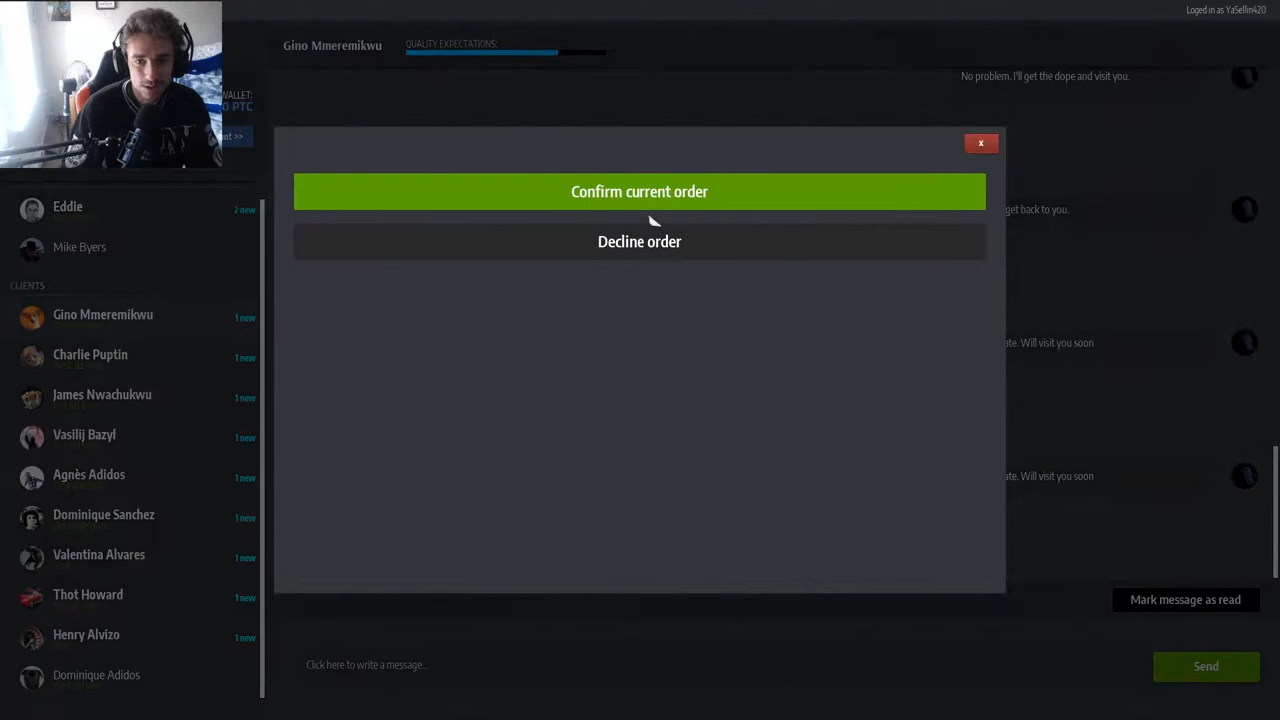 Loged in as YaSellin420
Gino Mmeremikwu
QUALITY EXPECTATIONS:
No problem. I'll get the dope and visit you.
WALLET:
PTC
>>
x
Confirm current order
Decline order
Eddie
2 new
get back to you.
Mike Byers
CLIENTS
Gino Mmeremikwu
1 new
Charlie Puptin
1 new
ate. Will visit you soon
James Nwachukwu
1 new
Vasilij Bazyl
1 new
Agnès Adidos
1 new
ate. Will visit you soon
Dominique Sanchez
1 new
Valentina Alvares
1 new
Thot Howard
1 new
Mark message as read
Henry Alvizo
1 new
Click here to write a message...
Send
Dominique Adidos